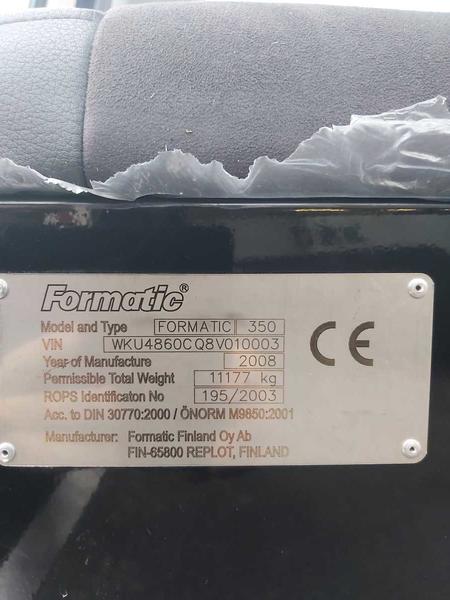 Formatic®
Model and Type FORMATIC 350
VIN WKU4860CQ8V010003
Year of Manufacture 2008
Permissible Total Weight 11177 kg
ROPS Identificaton No 195/2003
Acc. to DIN 30770:2000 / ÖNORM M9850:2001
Manufacturer: Formatic Finland Oy Ab
FIN-65800 REPLOT, FINLAND
CE